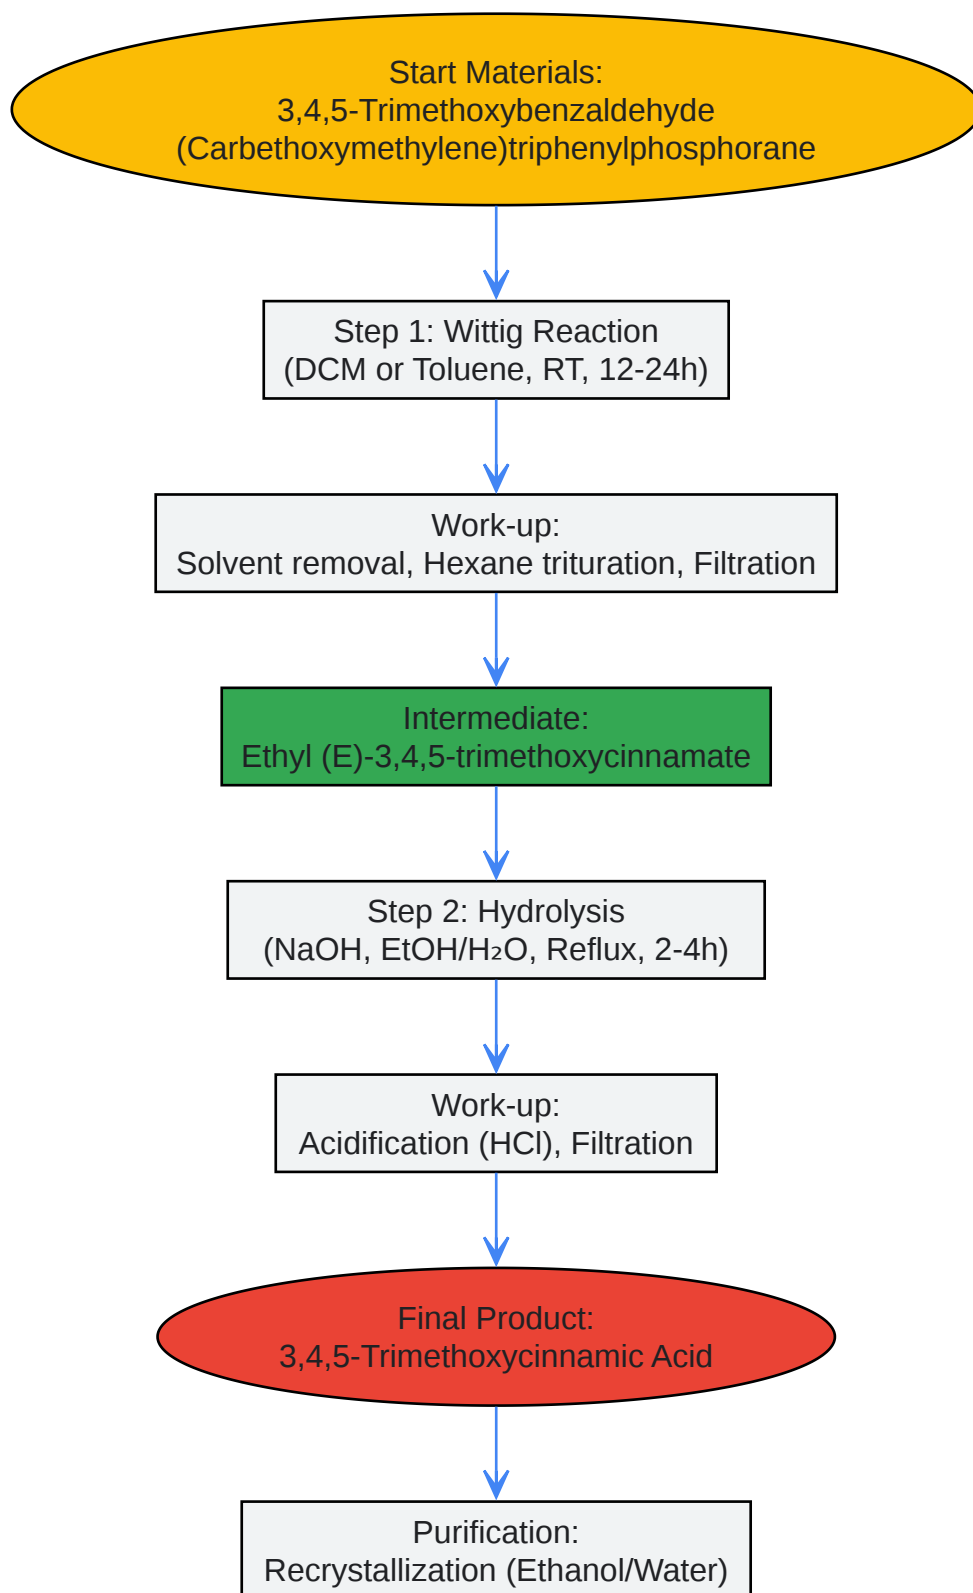 Start Materials:
3,4,5-Trimethoxybenzaldehyde
(Carbethoxymethylene)triphenylphosphorane
Step 1: Wittig Reaction
(DCM or Toluene, RT, 12-24h)
Work-up:
Solvent removal, Hexane trituration, Filtration
Intermediate:
Ethyl (E)-3,4,5-trimethoxycinnamate
Step 2: Hydrolysis
(NaOH, EtOH/H₂O, Reflux, 2-4h)
Work-up:
Acidification (HCl), Filtration
Final Product:
3,4,5-Trimethoxycinnamic Acid
Purification:
Recrystallization (Ethanol/Water)